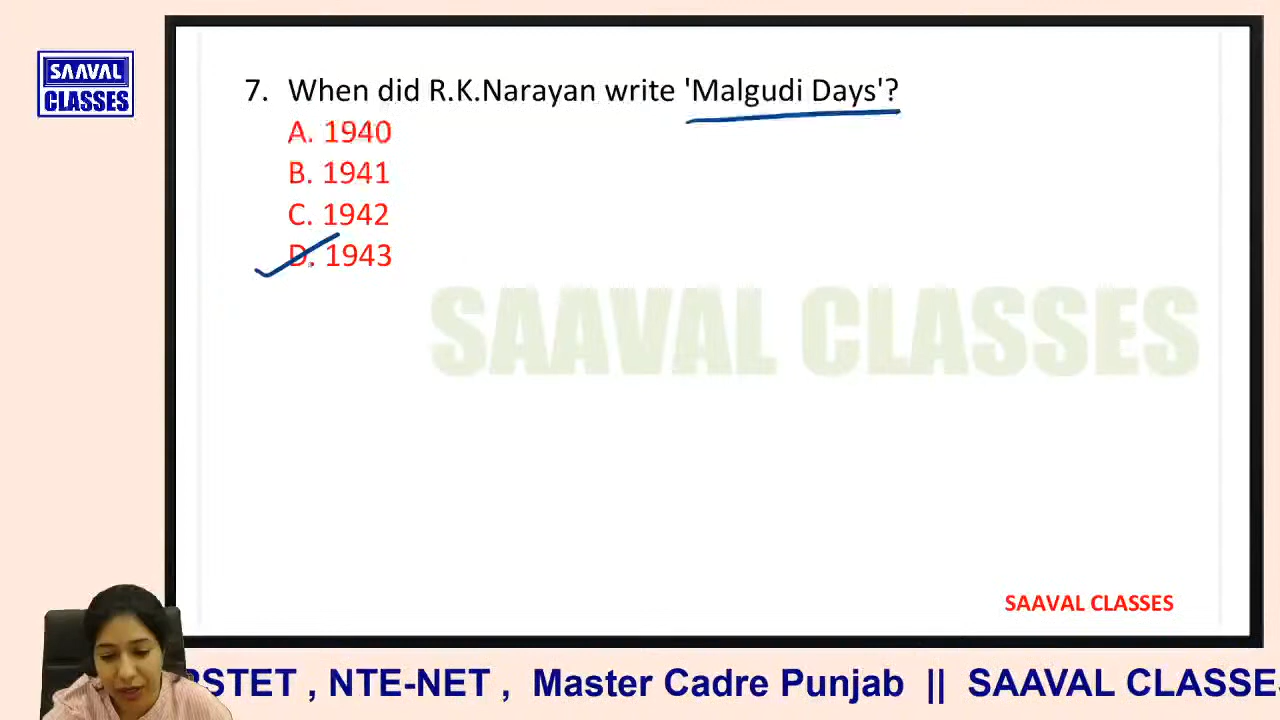 SAAVAL
CLASSES
7. When did R.K.Narayan write 'Malgudi Days'?
A. 1940
B. 1941
C. 1942
D. 1943
SAAVAL CLASSES
SAAVAL CLASSES
PSTET , NTE-NET , Master Cadre Punjab || SAAVAL CLASSES